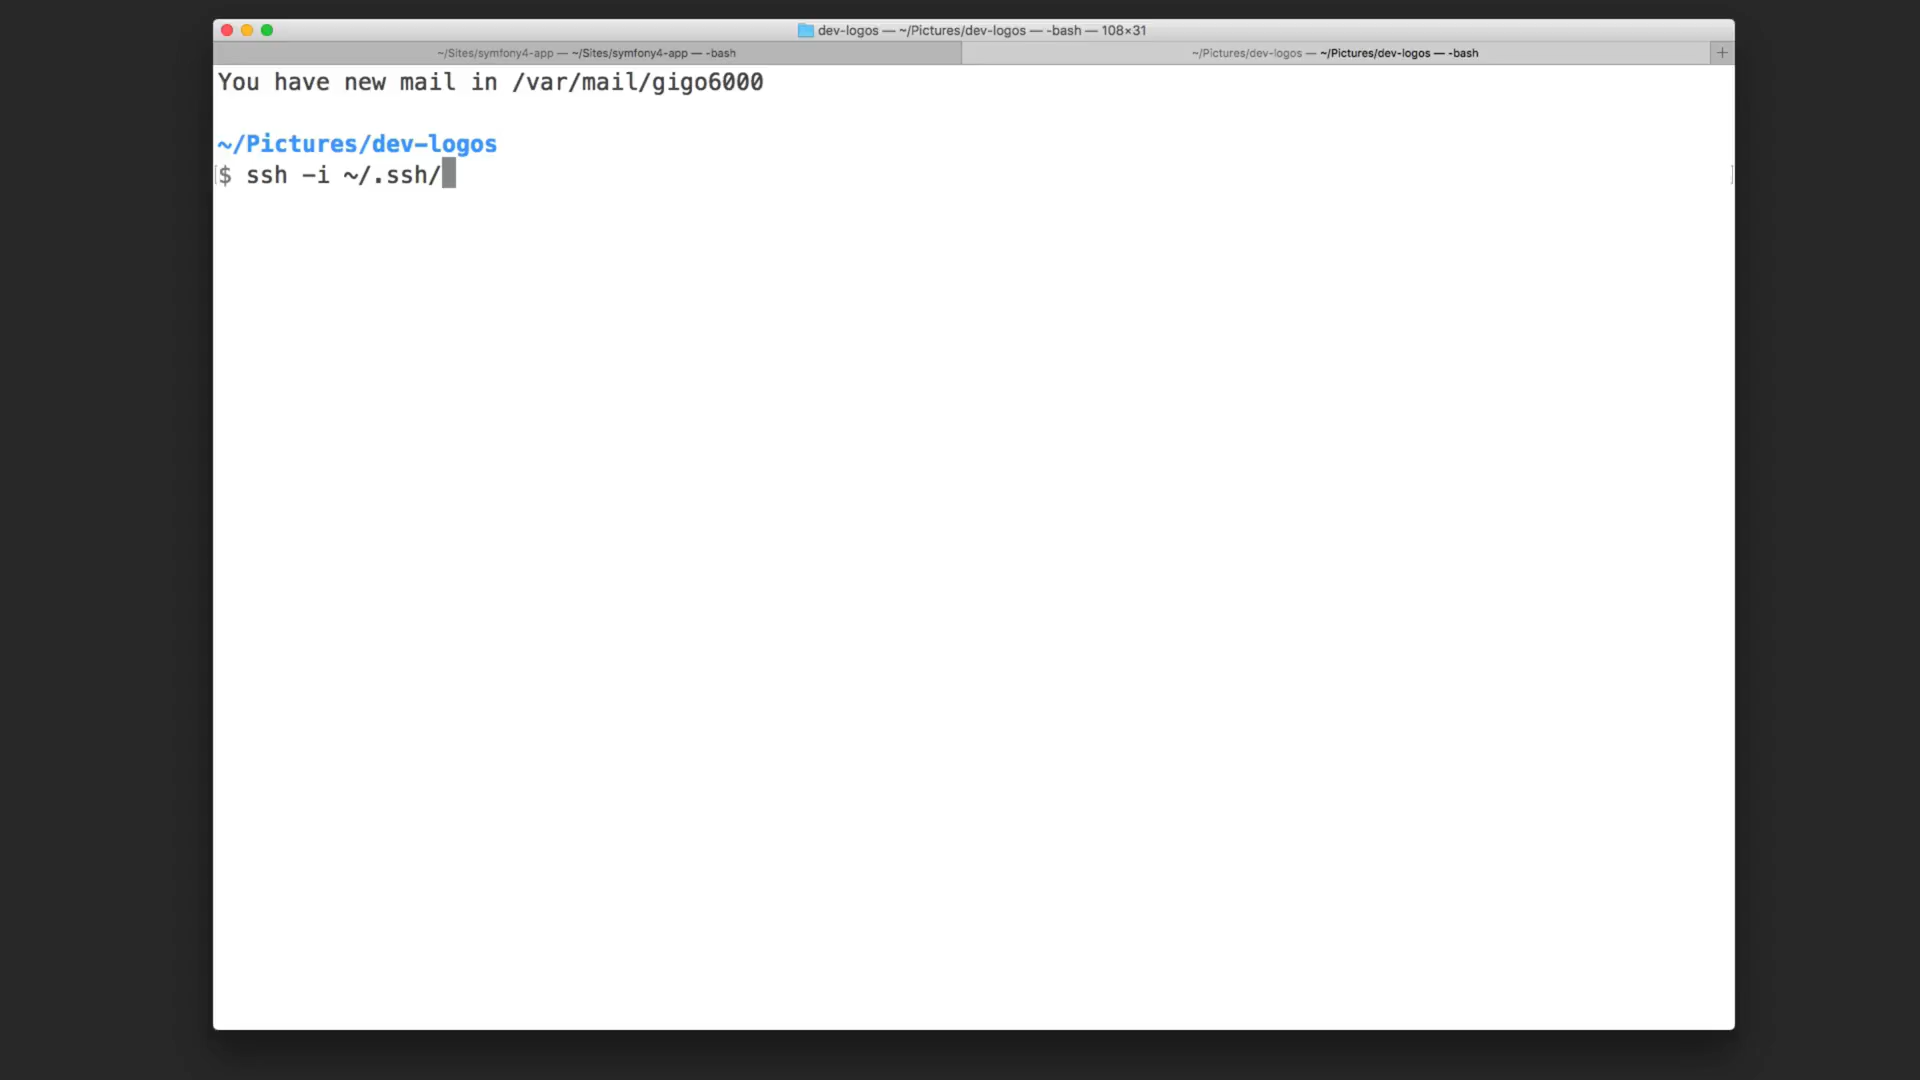 dev-logos — ~/Pictures/dev-logos — -bash — 108×31
~/Sites/symfony4-app — ~/Sites/symfony4-app — -bash
~/Pictures/dev-logos — ~/Pictures/dev-logos — -bash
+
You have new mail in /var/mail/gigo6000
~/Pictures/dev-logos
$ ssh -i ~/.ssh/